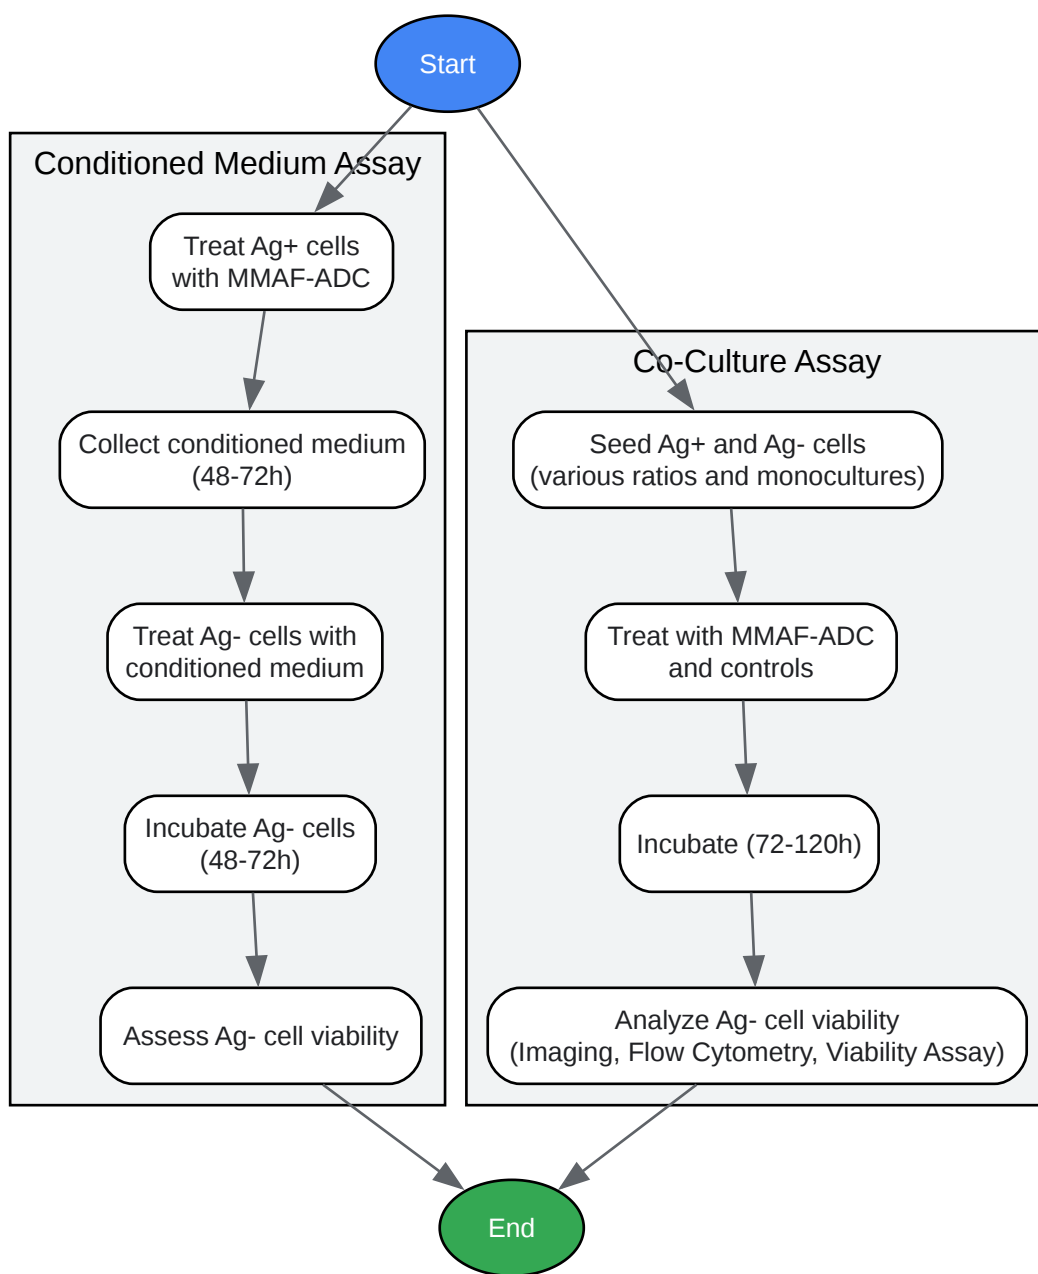 Start
Conditioned Medium Assay
Treat Ag+ cells
with MMAF-ADC
Collect conditioned medium
(48-72h)
Treat Ag- cells with
conditioned medium
Incubate Ag- cells
(48-72h)
Assess Ag- cell viability
Co-Culture Assay
Seed Ag+ and Ag- cells
(various ratios and monocultures)
Treat with MMAF-ADC
and controls
Incubate (72-120h)
Analyze Ag- cell viability
(Imaging, Flow Cytometry, Viability Assay)
End